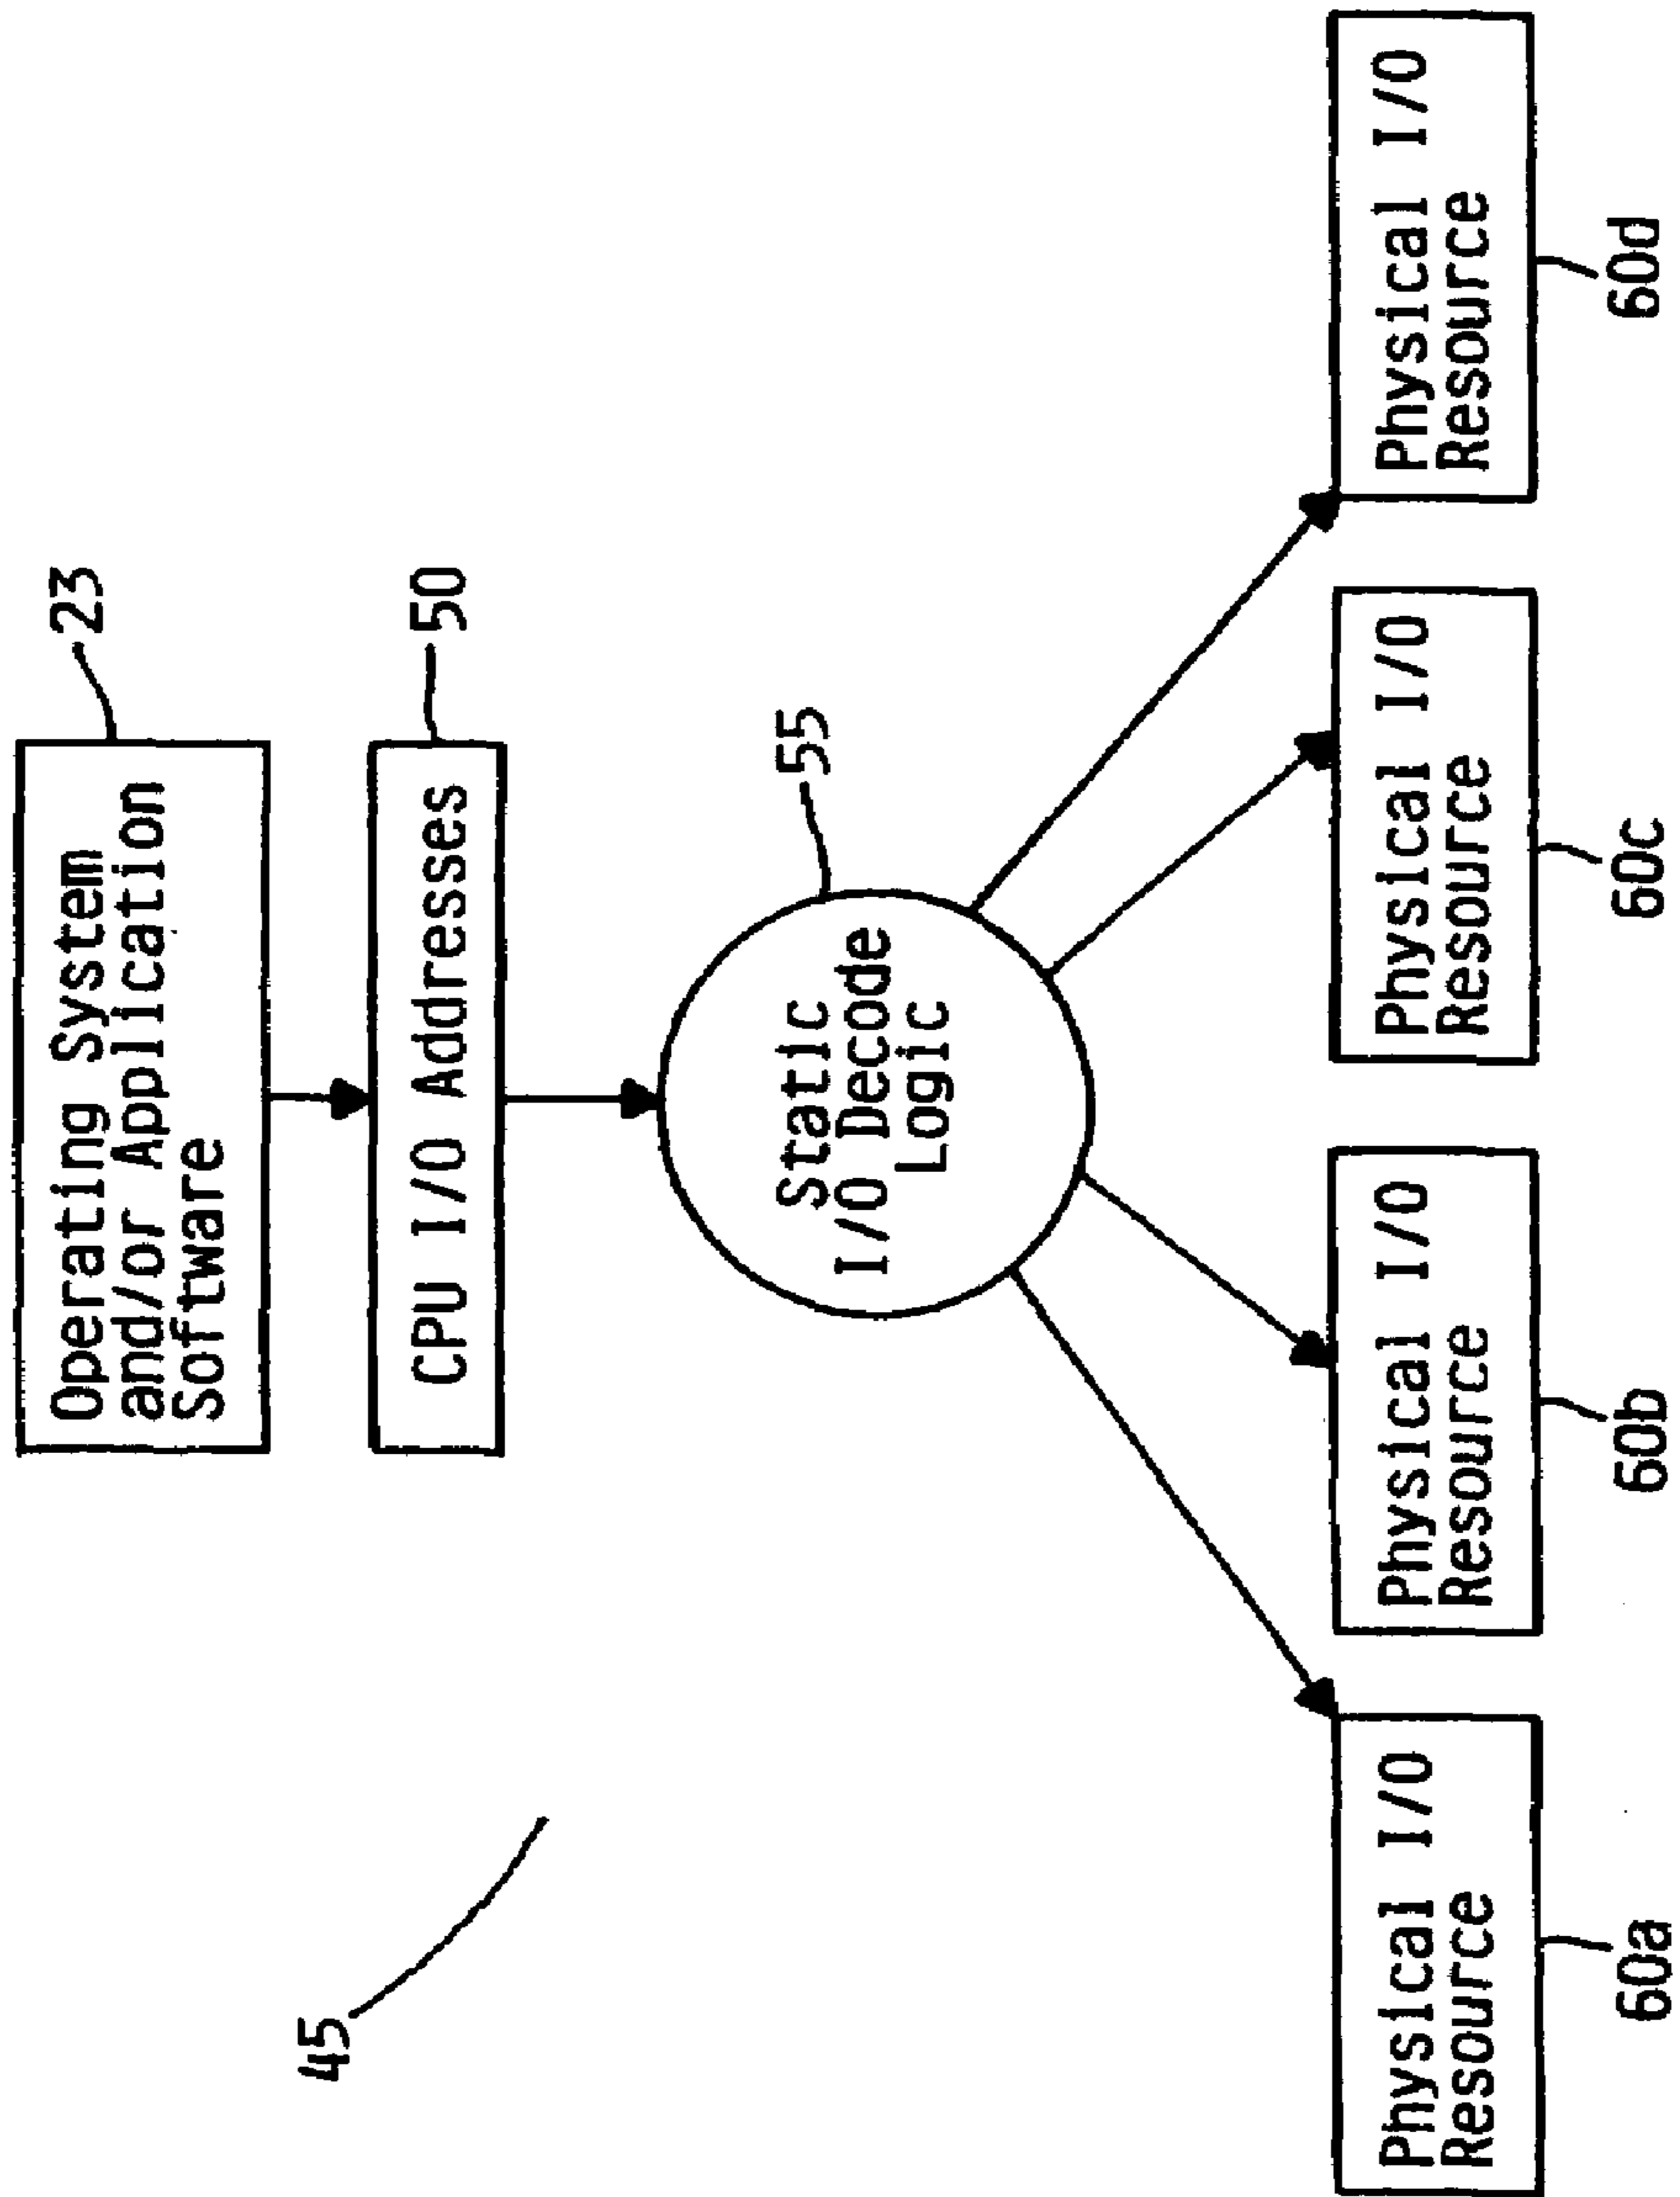 Operating System
and/or Application
Software
23
CPU I/O Addresses
50
45
Static
I/O Decode
Logic
55
Physical I/O
Resource
60a
Physical I/O
Resource
60b
Physical I/O
Resource
60c
Physical I/O
Resource
60d